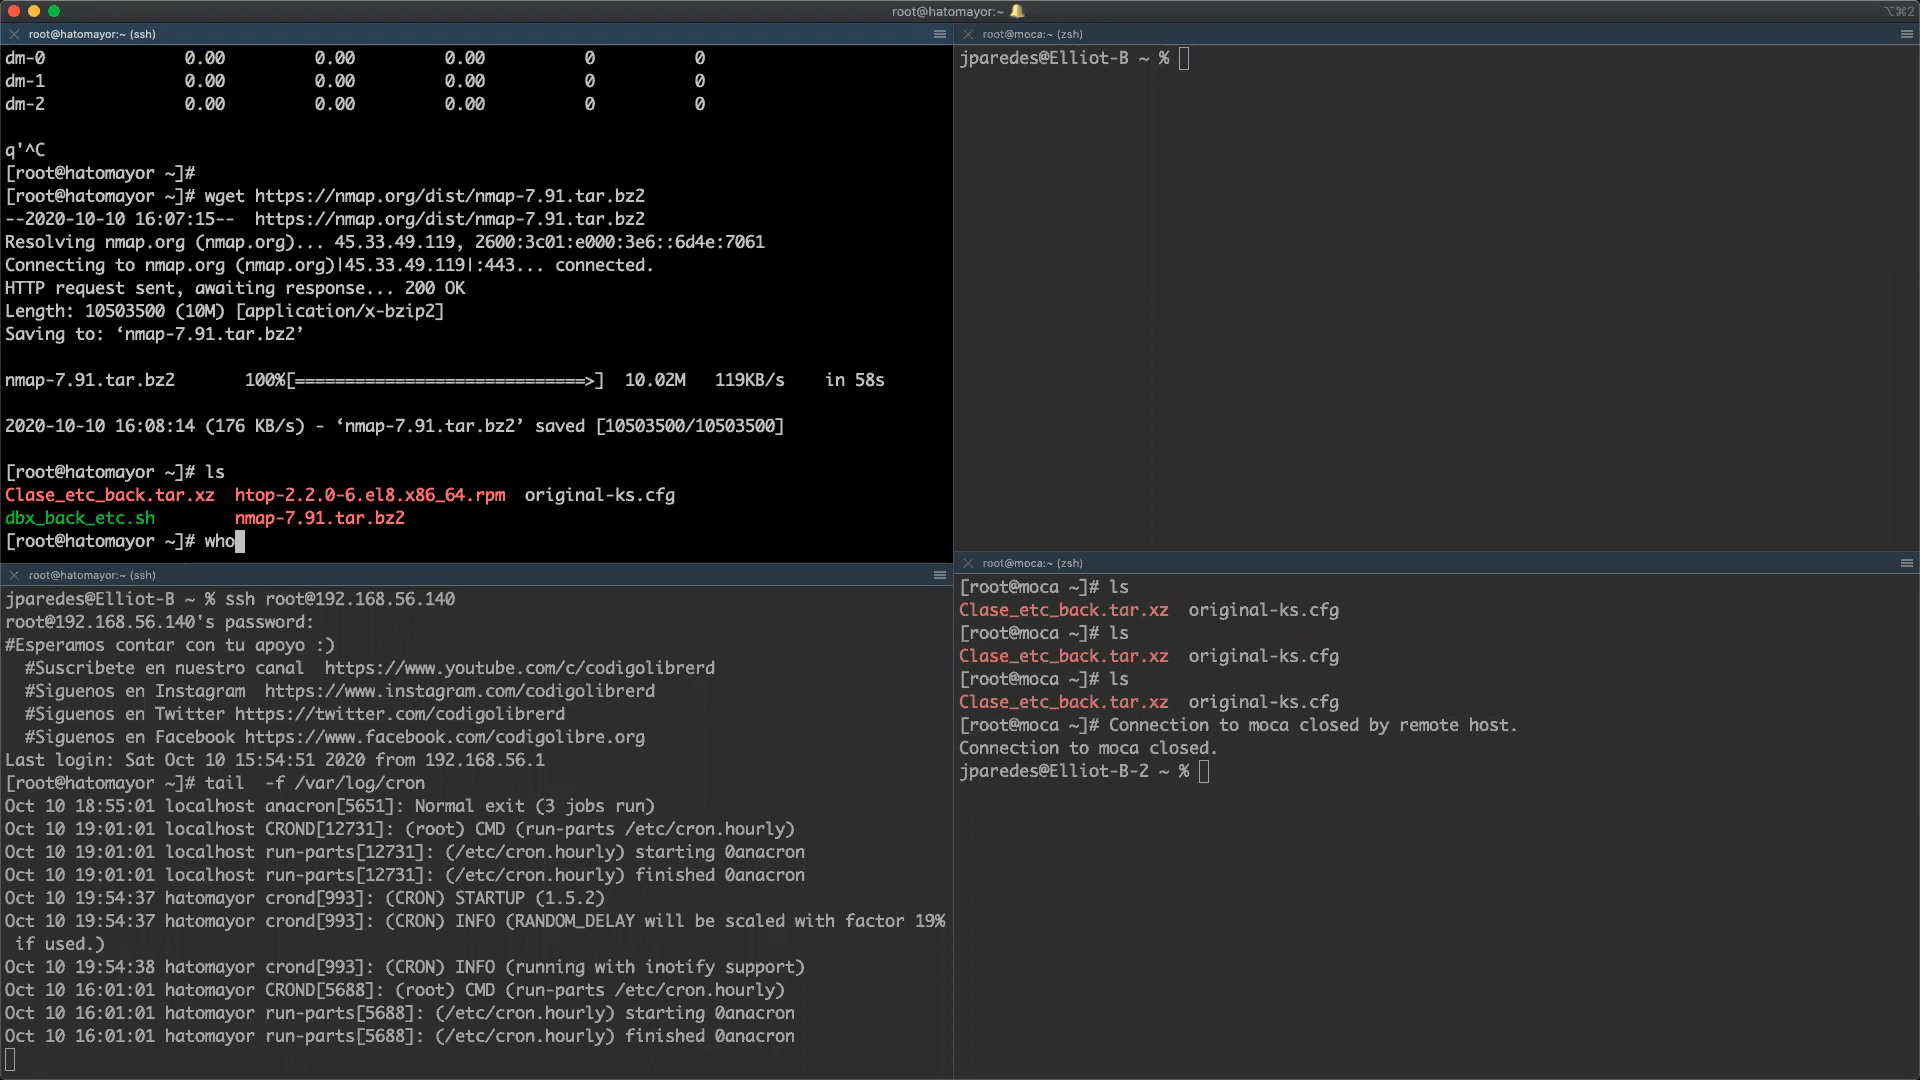 root@hatomayor:~ 🔔
⌥⌘2
root@hatomayor:~ (ssh)
dm-0 0.00 0.00 0.00 0 0
dm-1 0.00 0.00 0.00 0 0
dm-2 0.00 0.00 0.00 0 0
q'^C
[root@hatomayor ~]#
[root@hatomayor ~]# wget https://nmap.org/dist/nmap-7.91.tar.bz2
--2020-10-10 16:07:15--  https://nmap.org/dist/nmap-7.91.tar.bz2
Resolving nmap.org (nmap.org)... 45.33.49.119, 2600:3c01:e000:3e6::6d4e:7061
Connecting to nmap.org (nmap.org)|45.33.49.119|:443... connected.
HTTP request sent, awaiting response... 200 OK
Length: 10503500 (10M) [application/x-bzip2]
Saving to: ‘nmap-7.91.tar.bz2’
nmap-7.91.tar.bz2 100%[=============================>] 10.02M 119KB/s in 58s
2020-10-10 16:08:14 (176 KB/s) - ‘nmap-7.91.tar.bz2’ saved [10503500/10503500]
[root@hatomayor ~]# ls
Clase_etc_back.tar.xz htop-2.2.0-6.el8.x86_64.rpm original-ks.cfg
dbx_back_etc.sh nmap-7.91.tar.bz2
[root@hatomayor ~]# who
root@hatomayor:~ (ssh)
jparedes@Elliot-B ~ % ssh root@192.168.56.140
root@192.168.56.140's password:
#Esperamos contar con tu apoyo :)
#Suscribete en nuestro canal  https://www.youtube.com/c/codigolibrerd
#Siguenos en Instagram  https://www.instagram.com/codigolibrerd
#Siguenos en Twitter https://twitter.com/codigolibrerd
#Siguenos en Facebook https://www.facebook.com/codigolibre.org
Last login: Sat Oct 10 15:54:51 2020 from 192.168.56.1
[root@hatomayor ~]# tail  -f /var/log/cron
Oct 10 18:55:01 localhost anacron[5651]: Normal exit (3 jobs run)
Oct 10 19:01:01 localhost CROND[12731]: (root) CMD (run-parts /etc/cron.hourly)
Oct 10 19:01:01 localhost run-parts[12731]: (/etc/cron.hourly) starting 0anacron
Oct 10 19:01:01 localhost run-parts[12731]: (/etc/cron.hourly) finished 0anacron
Oct 10 19:54:37 hatomayor crond[993]: (CRON) STARTUP (1.5.2)
Oct 10 19:54:37 hatomayor crond[993]: (CRON) INFO (RANDOM_DELAY will be scaled with factor 19%
if used.)
Oct 10 19:54:38 hatomayor crond[993]: (CRON) INFO (running with inotify support)
Oct 10 16:01:01 hatomayor CROND[5688]: (root) CMD (run-parts /etc/cron.hourly)
Oct 10 16:01:01 hatomayor run-parts[5688]: (/etc/cron.hourly) starting 0anacron
Oct 10 16:01:01 hatomayor run-parts[5688]: (/etc/cron.hourly) finished 0anacron
root@moca:~ (zsh)
jparedes@Elliot-B ~ %
root@moca:~ (zsh)
[root@moca ~]# ls
Clase_etc_back.tar.xz original-ks.cfg
[root@moca ~]# ls
Clase_etc_back.tar.xz original-ks.cfg
[root@moca ~]# ls
Clase_etc_back.tar.xz original-ks.cfg
[root@moca ~]# Connection to moca closed by remote host.
Connection to moca closed.
jparedes@Elliot-B-2 ~ %